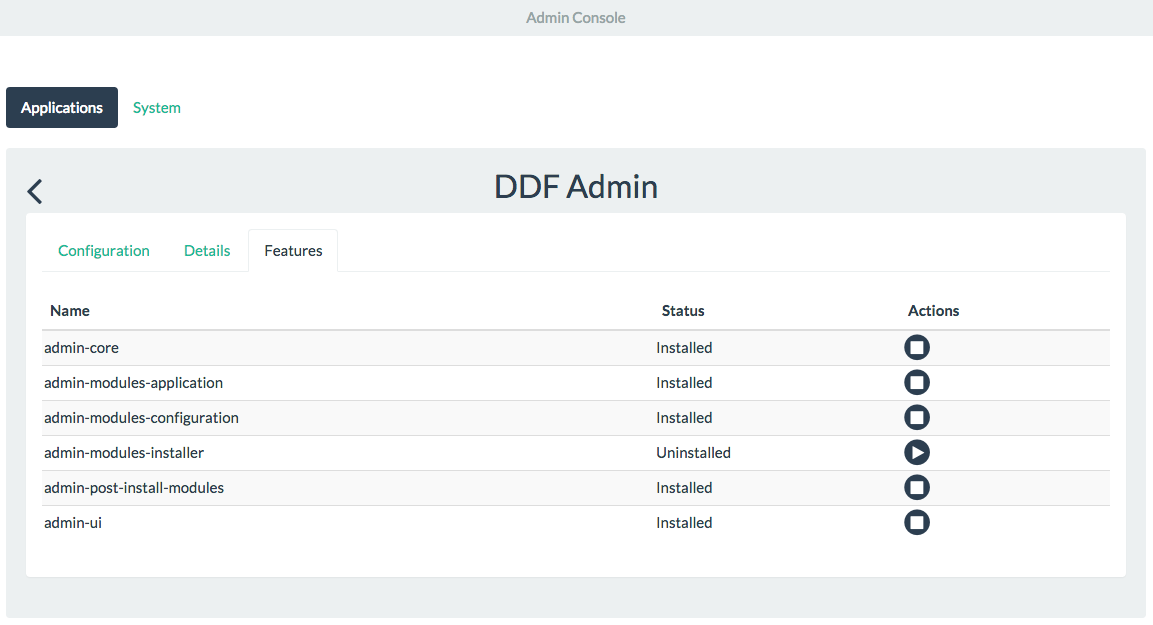 Admin Console
Applications System
DDF Admin
Configuration Details Features
Name Status Actions
admin-core Installed
admin-modules-application Installed
admin-modules-configuration Installed
admin-modules-installer Uninstalled
admin-post-install-modules Installed
admin-ui Installed